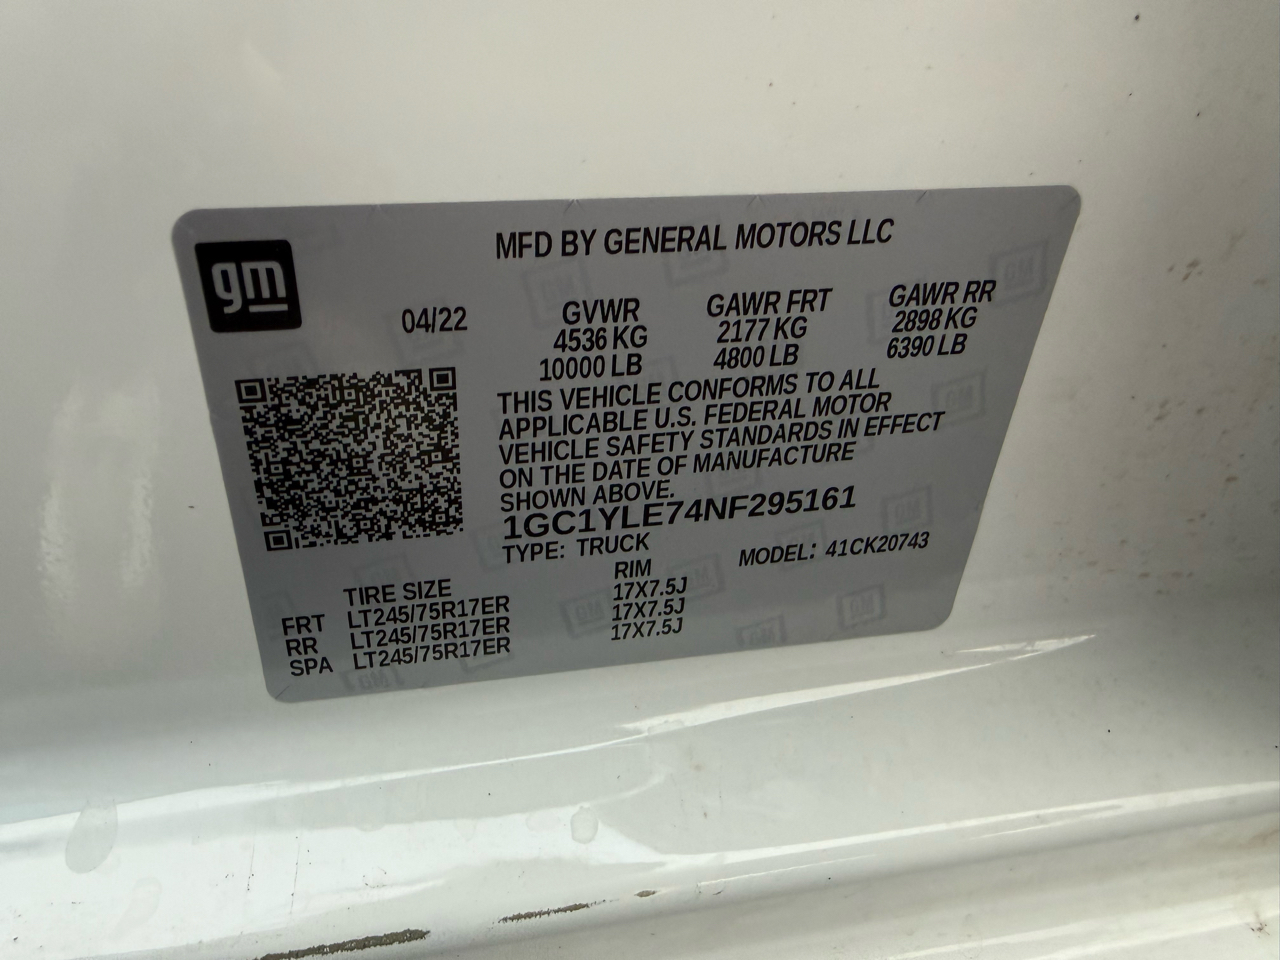 gm
MFD BY GENERAL MOTORS LLC
04/22
GVWR GAWR FRT GAWR RR
4536 KG 2177 KG 2898 KG
10000 LB 4800 LB 6390 LB
THIS VEHICLE CONFORMS TO ALL
APPLICABLE U.S. FEDERAL MOTOR
VEHICLE SAFETY STANDARDS IN EFFECT
ON THE DATE OF MANUFACTURE
SHOWN ABOVE.
1GC1YLE74NF295161
TYPE: TRUCK MODEL: 41CK20743
TIRE SIZE RIM
FRT LT245/75R17ER 17X7.5J
RR LT245/75R17ER 17X7.5J
SPA LT245/75R17ER 17X7.5J